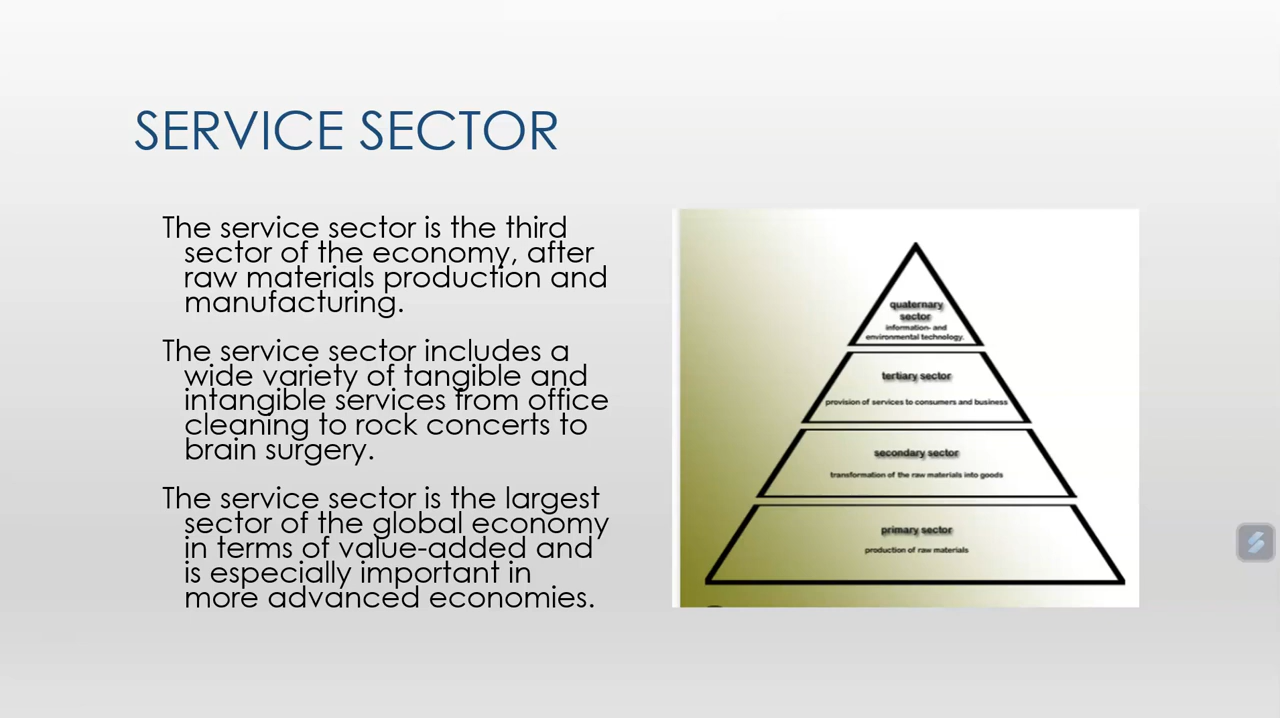 SERVICE SECTOR
The service sector is the third
sector of the economy, after
raw materials production and
manufacturing.
The service sector includes a
wide variety of tangible and
intangible services from office
cleaning to rock concerts to
brain surgery.
The service sector is the largest
sector of the global economy
in terms of value-added and
is especially important in
more advanced economies.
quaternary
sector
information- and
environmental technology.
tertiary sector
provision of services to consumers and business
secondary sector
transformation of the raw materials into goods
primary sector
production of raw materials